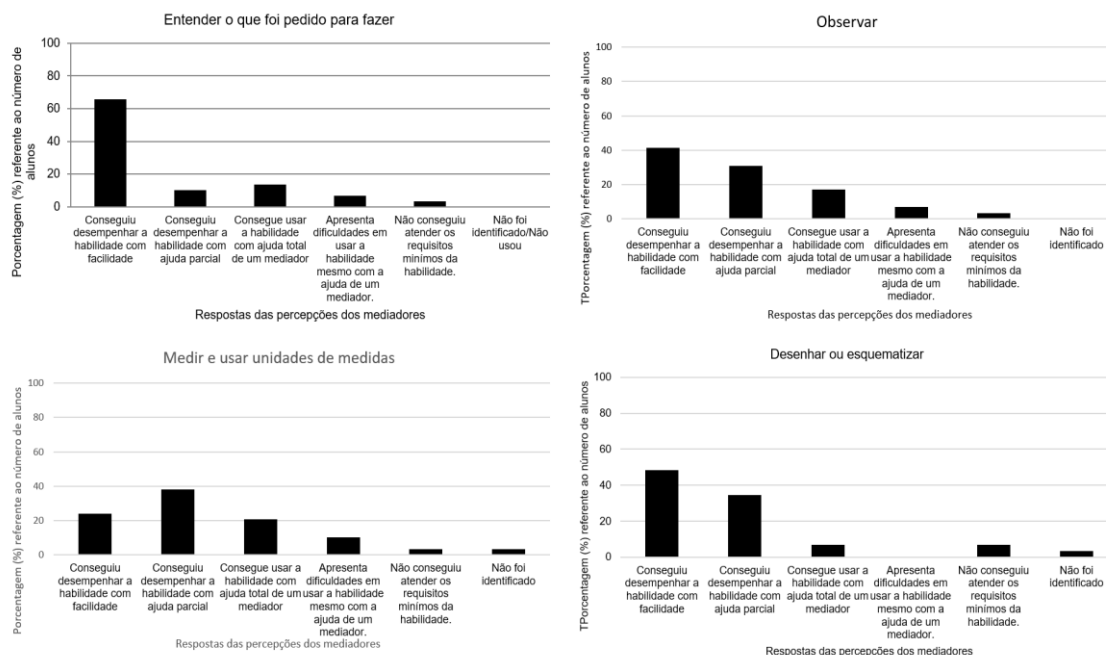 Entender o que foi pedido para fazer
Porcentagem (%) referente ao número de
alunos
100
80
60
40
20
0
Conseguiu
desempenhar a
habilidade com
facilidade
Conseguiu
desempenhar a
habilidade com
ajuda parcial
Consegue usar
a habilidade
com ajuda total
de um mediador
Apresenta
dificuldades em
usar a
habilidade
mesmo com a
ajuda de um
mediador.
Não conseguiu
atender os
requisitos
minímos da
habilidade.
Não foi
identificado/Não
usou
Respostas das percepções dos mediadores
Observar
TPorcentagem (%) referente ao número de alunos
100
80
60
40
20
0
Conseguiu
desempenhar a
habilidade com
facilidade
Conseguiu
desempenhar a
habilidade com
ajuda parcial
Consegue usar a
habilidade com
ajuda total de um
mediador
Apresenta
dificuldades em
usar a habilidade
mesmo com a
ajuda de um
mediador.
Não conseguiu
atender os
requisitos
minímos da
habilidade.
Não foi
identificado
Respostas das percepções dos mediadores
Medir e usar unidades de medidas
Porcentagem (%) referente ao número de alunos
100
80
60
40
20
0
Conseguiu
desempenhar a
habilidade com
facilidade
Conseguiu
desempenhar a
habilidade com
ajuda parcial
Consegue usar a
habilidade com
ajuda total de um
mediador
Apresenta
dificuldades em
usar a habilidade
mesmo com a
ajuda de um
mediador.
Não conseguiu
atender os
requisitos
minímos da
habilidade.
Não foi
identificado
Respostas das percepções dos mediadores
Desenhar ou esquematizar
TPorcentagem (%) referente ao número de alunos
100
80
60
40
20
0
Conseguiu
desempenhar a
habilidade com
facilidade
Conseguiu
desempenhar a
habilidade com
ajuda parcial
Consegue usar a
habilidade com
ajuda total de um
mediador
Apresenta
dificuldades em
usar a habilidade
mesmo com a
ajuda de um
mediador.
Não conseguiu
atender os
requisitos
minímos da
habilidade.
Não foi
identificado
Respostas das percepções dos mediadores